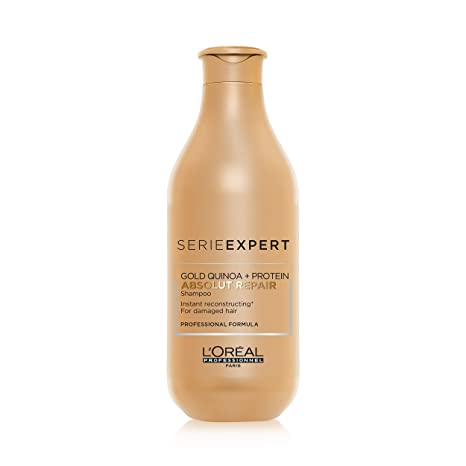 SERIEEXPERT
GOLD QUINOA + PROTEIN
ABSOLUT REPAIR
Shampoo
Instant reconstructing*
For damaged hair
PROFESSIONAL FORMULA
L'ORÉAL
PROFESSIONNEL
PARIS